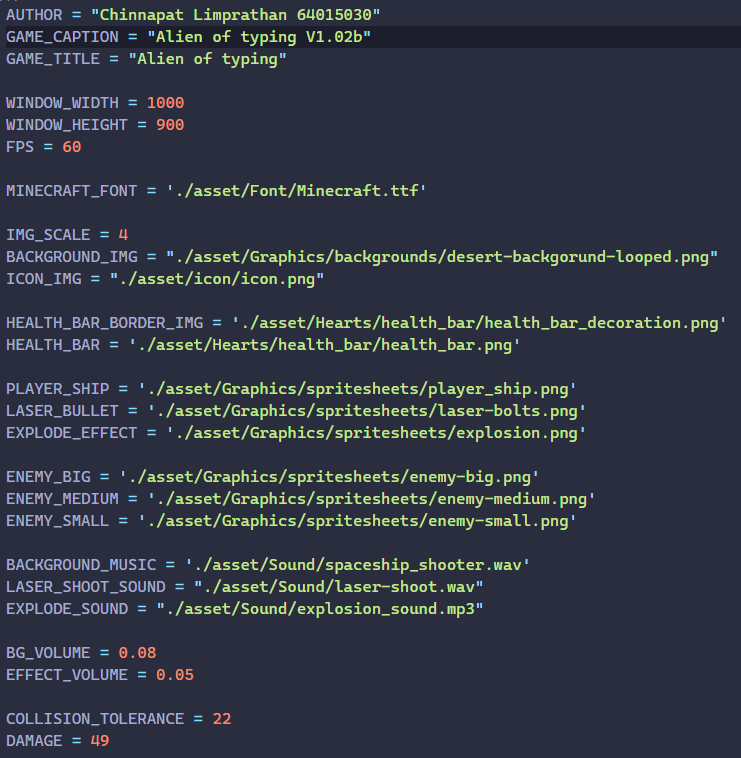 AUTHOR = "Chinnapat Limprathan 64015030"
GAME_CAPTION = "Alien of typing V1.02b"
GAME_TITLE = "Alien of typing"
WINDOW_WIDTH = 1000
WINDOW_HEIGHT = 900
FPS = 60
MINECRAFT_FONT = './asset/Font/Minecraft.ttf'
IMG_SCALE = 4
BACKGROUND_IMG = "./asset/Graphics/backgrounds/desert-backgorund-looped.png"
ICON_IMG = "./asset/icon/icon.png"
HEALTH_BAR_BORDER_IMG = './asset/Hearts/health_bar/health_bar_decoration.png'
HEALTH_BAR = './asset/Hearts/health_bar/health_bar.png'
PLAYER_SHIP = './asset/Graphics/spritesheets/player_ship.png'
LASER_BULLET = './asset/Graphics/spritesheets/laser-bolts.png'
EXPLODE_EFFECT = './asset/Graphics/spritesheets/explosion.png'
ENEMY_BIG = './asset/Graphics/spritesheets/enemy-big.png'
ENEMY_MEDIUM = './asset/Graphics/spritesheets/enemy-medium.png'
ENEMY_SMALL = './asset/Graphics/spritesheets/enemy-small.png'
BACKGROUND_MUSIC = './asset/Sound/spaceship_shooter.wav'
LASER_SHOOT_SOUND = "./asset/Sound/laser-shoot.wav"
EXPLODE_SOUND = "./asset/Sound/explosion_sound.mp3"
BG_VOLUME = 0.08
EFFECT_VOLUME = 0.05
COLLISION_TOLERANCE = 22
DAMAGE = 49